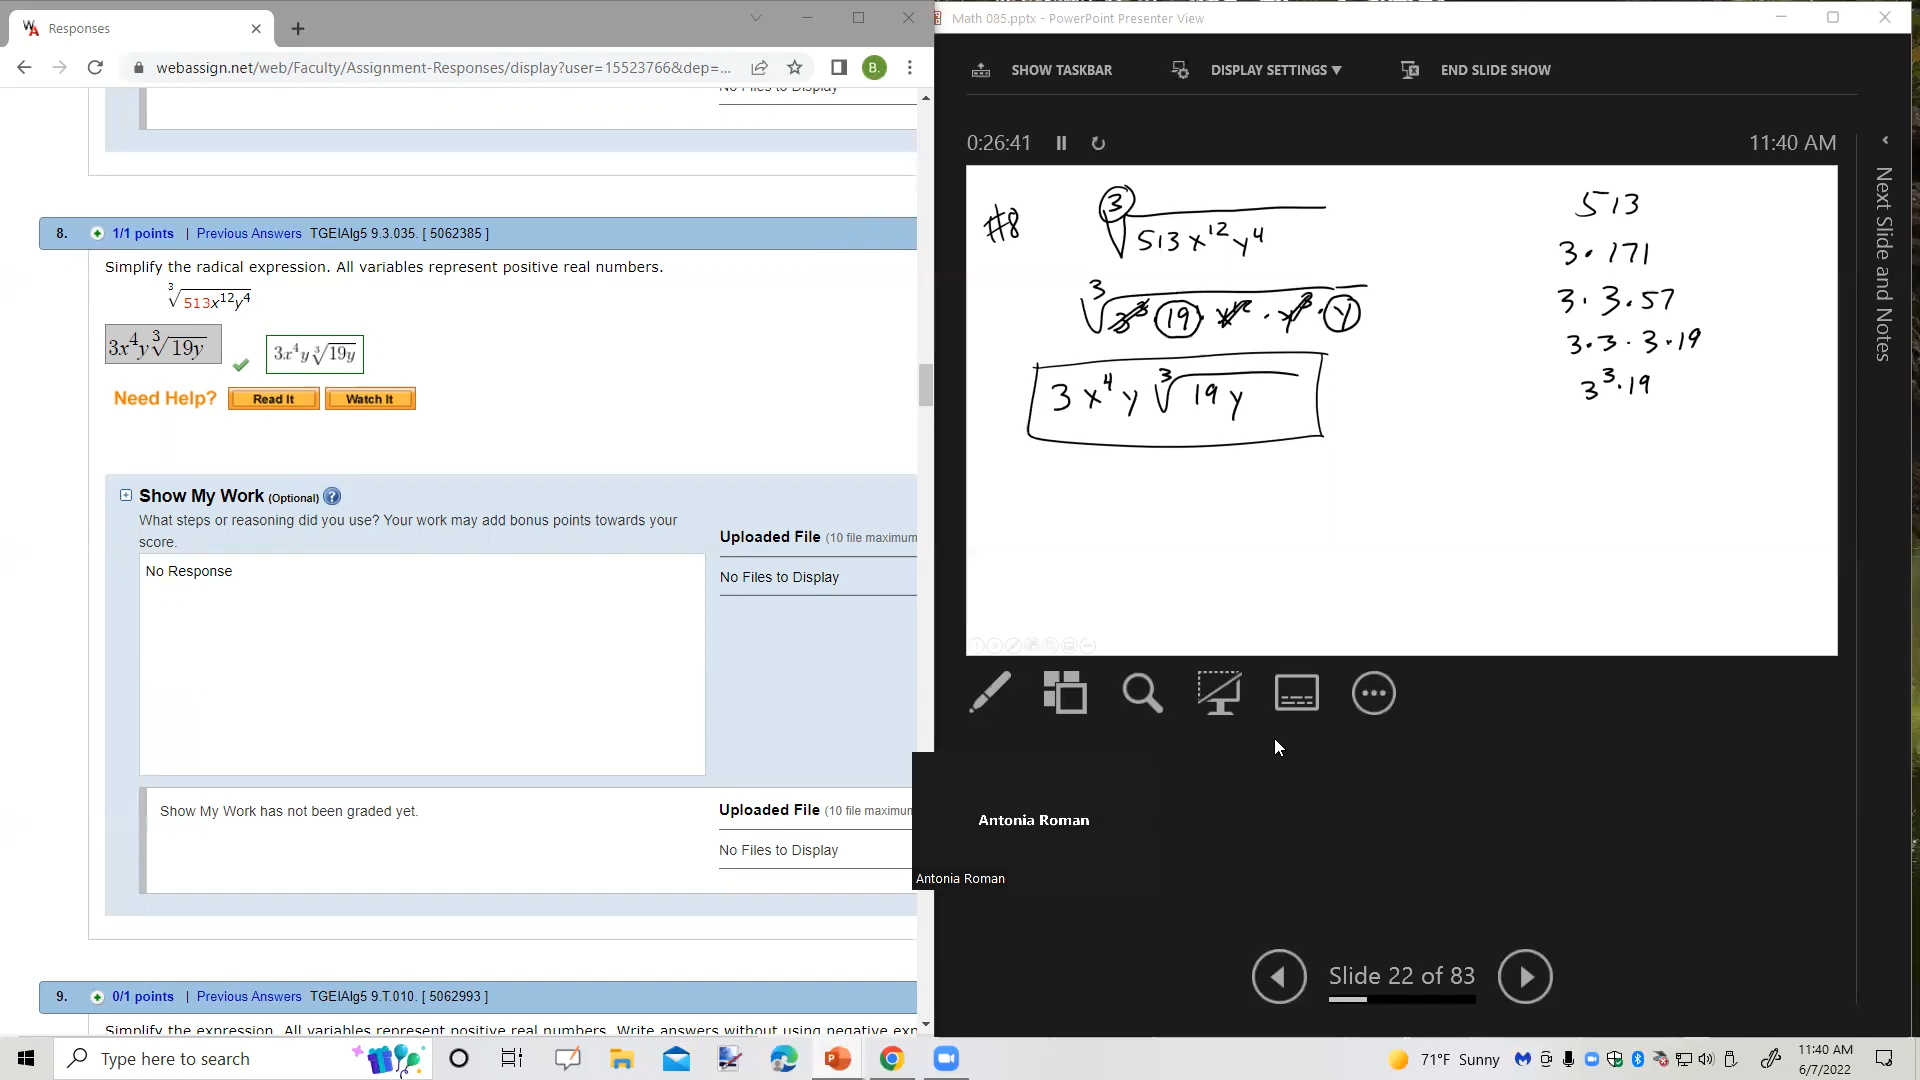 Responses
webassign.net/web/Faculty/Assignment-Responses/display?user=15523766&dep=...
B.
No Files to Display
8. 1/1 points | Previous Answers TGEIAlg5 9.3.035. [ 5062385 ]
Simplify the radical expression. All variables represent positive real numbers.
∛(513x¹²y⁴)
3x⁴y∛(19y)
3x⁴y∛(19y)
Need Help? Read It Watch It
Show My Work (Optional) ?
What steps or reasoning did you use? Your work may add bonus points towards your
score.
Uploaded File (10 file maximum
No Response
No Files to Display
Show My Work has not been graded yet.
Uploaded File (10 file maximum
No Files to Display
9. 0/1 points | Previous Answers TGEIAlg5 9.T.010. [ 5062993 ]
Simplify the expression. All variables represent positive real numbers. Write answers without using negative exp
Math 085.pptx - PowerPoint Presenter View
SHOW TASKBAR DISPLAY SETTINGS ▼ END SLIDE SHOW
0:26:41 11:40 AM
Next Slide and Notes
#8
∛(513x¹²y⁴)
∛(3³ · 19 · x¹² · y³ · y)
3x⁴y∛(19y)
513
3·171
3·3·57
3·3·3·19
3³·19
Antonia Roman
Antonia Roman
Slide 22 of 83
Type here to search
71°F Sunny
11:40 AM
6/7/2022